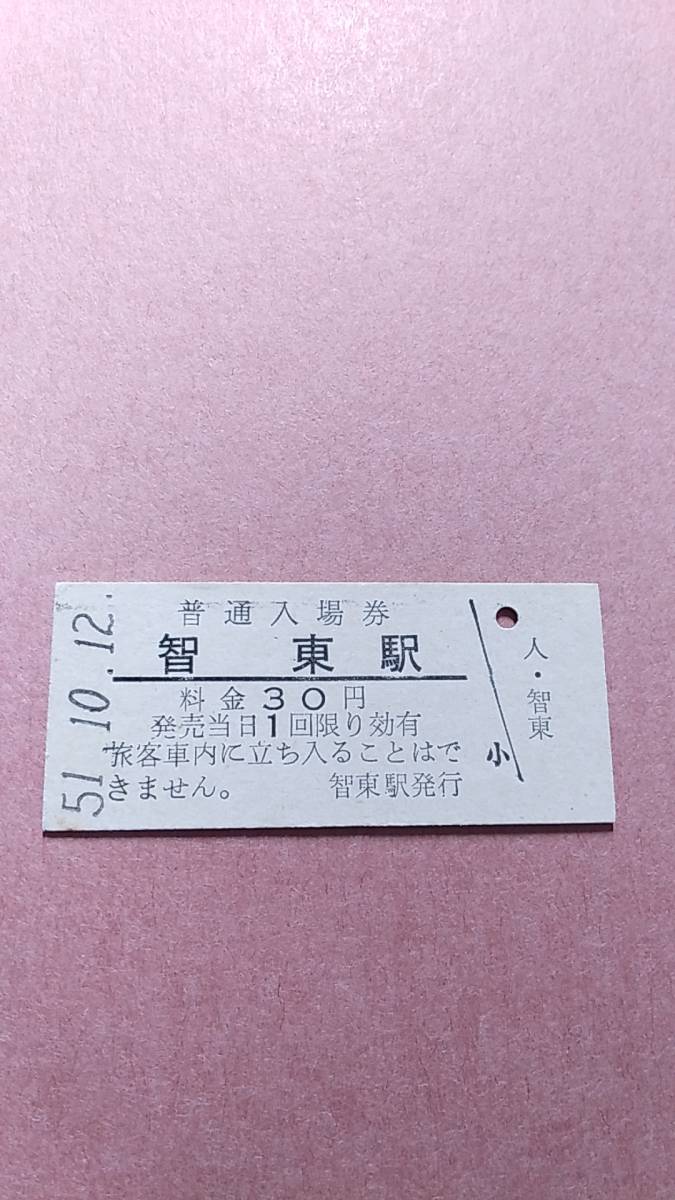 51.10.12.
普通入場券
智東駅
料金30円
発売当日1回限り効有
旅客車内に立ち入ることはで
きません。 智東駅発行
小
人・智東